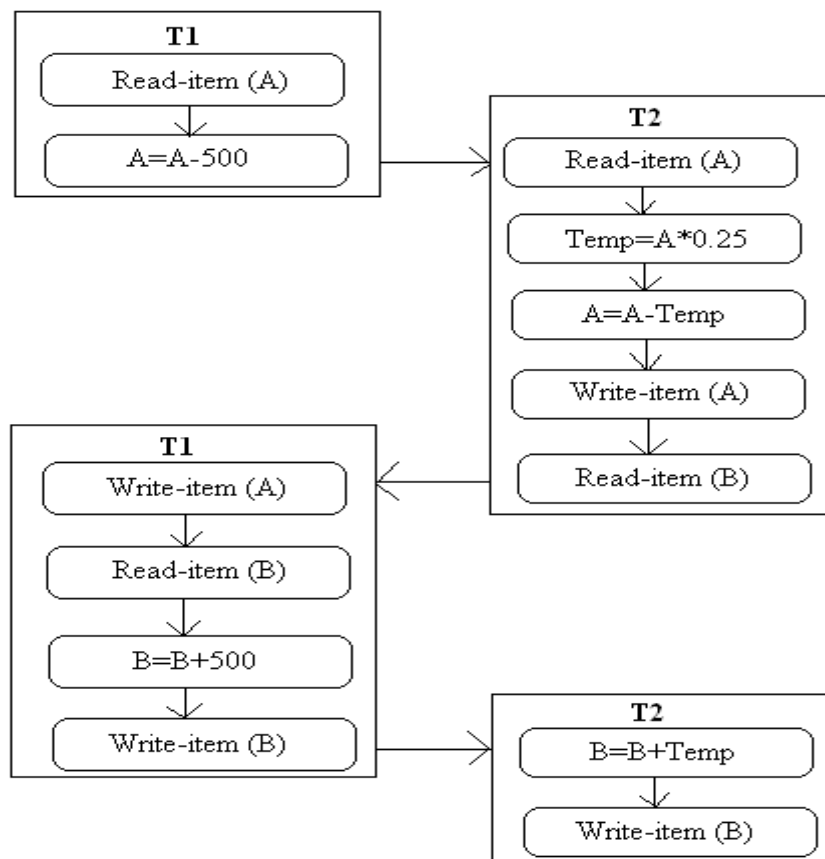 T1
Read-item (A)
A=A-500
T2
Read-item (A)
Temp=A*0.25
A=A-Temp
Write-item (A)
Read-item (B)
T1
Write-item (A)
Read-item (B)
B=B+500
Write-item (B)
T2
B=B+Temp
Write-item (B)